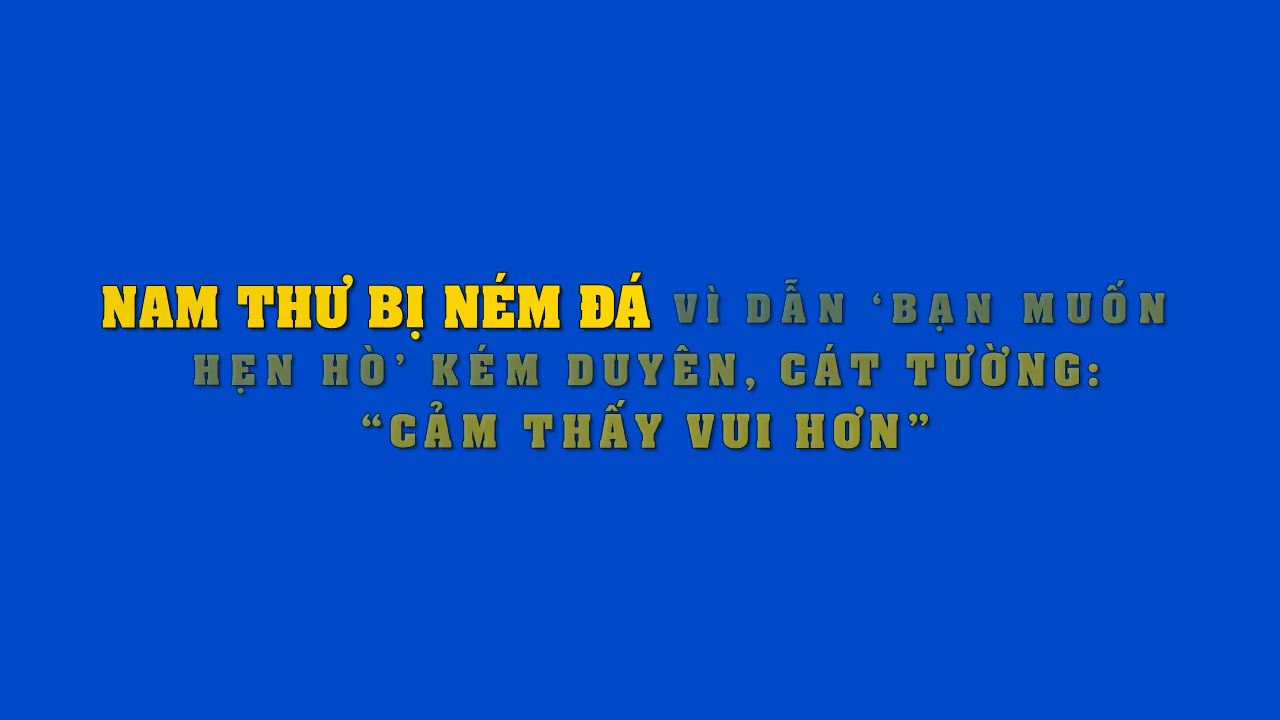 NAM THƯ BỊ NÉM ĐÁ VÌ DẪN ‘BẠN MUỐN
HẸN HÒ’ KÉM DUYÊN, CÁT TƯỜNG:
“CẢM THẤY VUI HƠN”